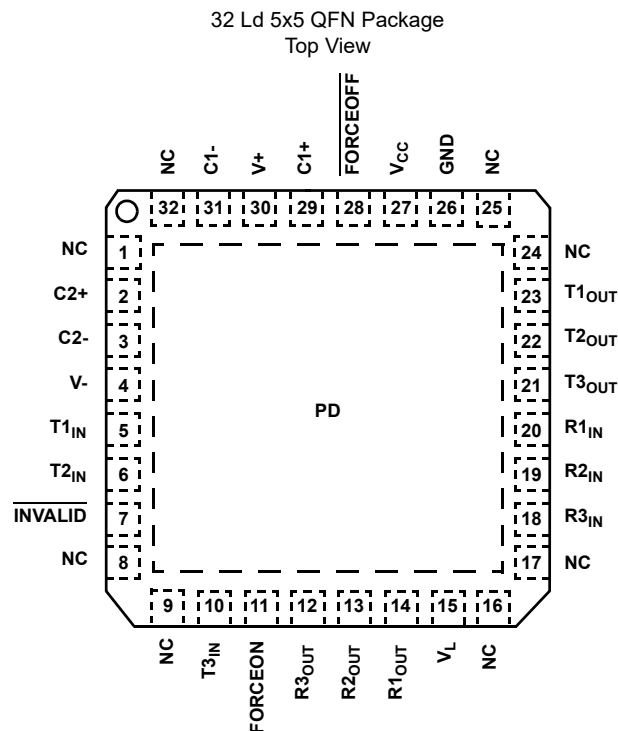 32 Ld 5x5 QFN Package
Top View
NC
C1-
V+
C1+
FORCEOFF
VCC
GND
NC
32 31 30 29 28 27 26 25
NC 1
C2+ 2
C2- 3
V- 4
T1IN 5
T2IN 6
INVALID 7
NC 8
PD
24 NC
23 T1OUT
22 T2OUT
21 T3OUT
20 R1IN
19 R2IN
18 R3IN
17 NC
9 10 11 12 13 14 15 16
NC
T3IN
FORCEON
R3OUT
R2OUT
R1OUT
VL
NC